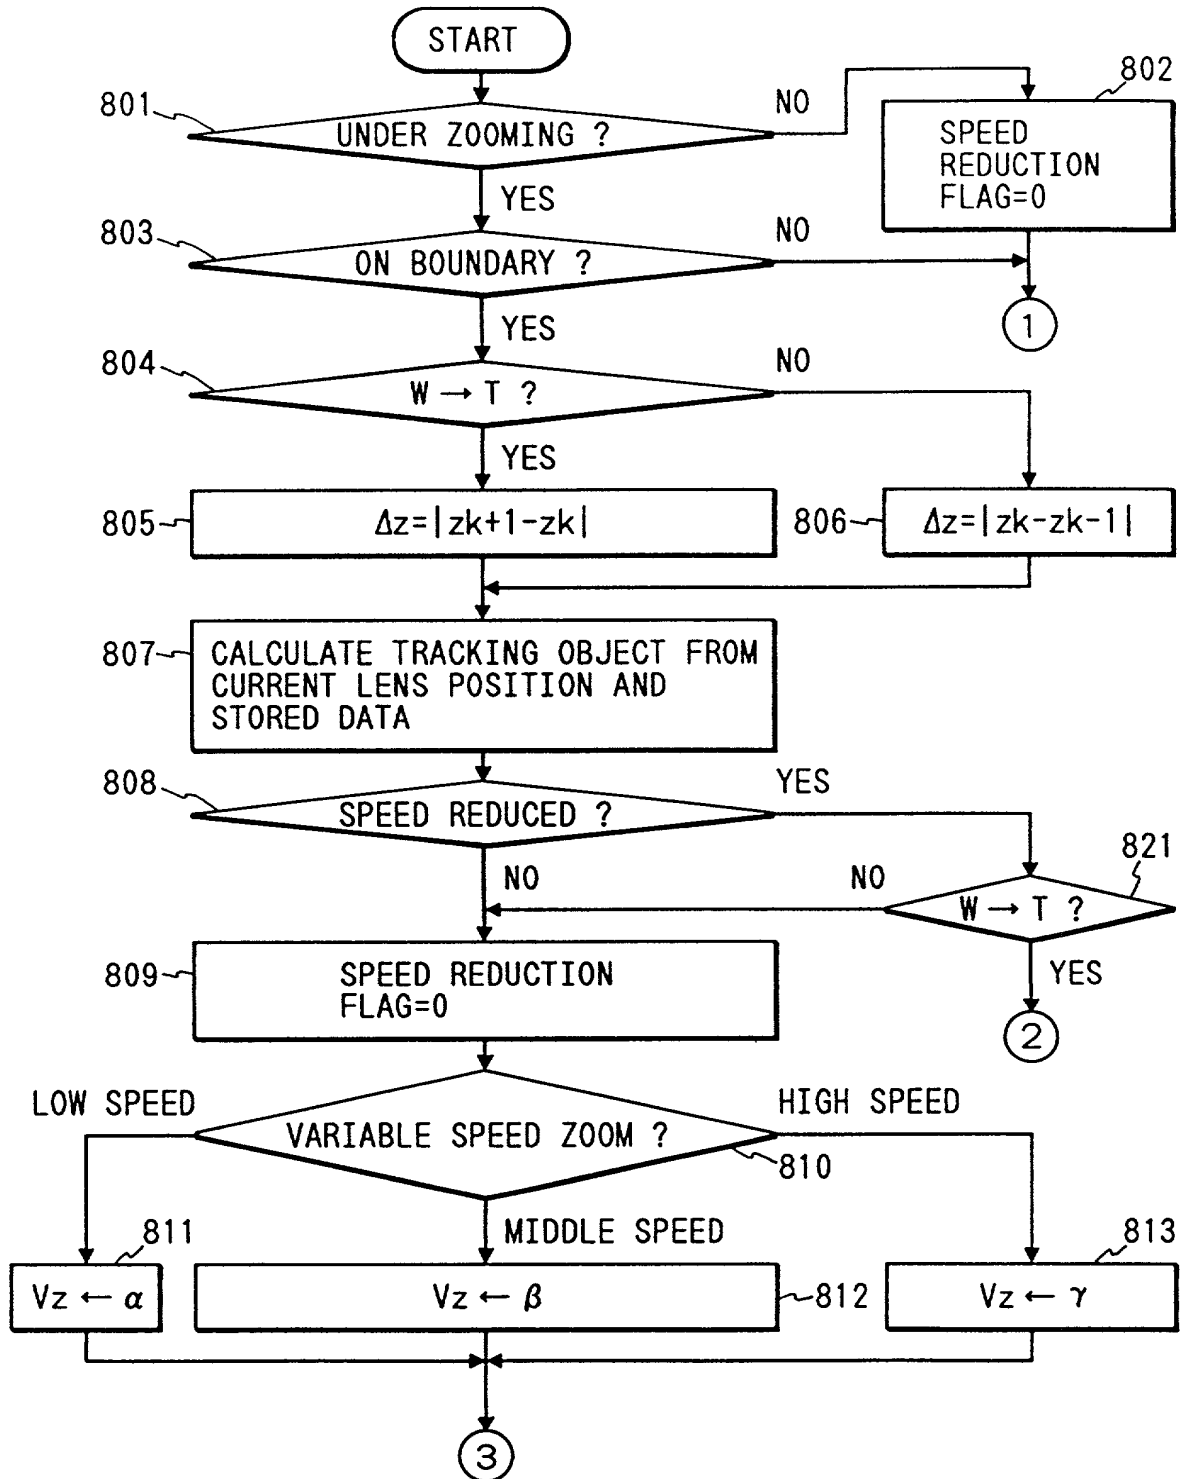 START
801
UNDER ZOOMING ?
NO
802
SPEED
REDUCTION
FLAG=0
YES
803
ON BOUNDARY ?
NO
1
YES
804
W → T ?
NO
YES
805
Δz=|zk+1-zk|
806
Δz=|zk-zk-1|
807
CALCULATE TRACKING OBJECT FROM
CURRENT LENS POSITION AND
STORED DATA
808
SPEED REDUCED ?
YES
821
NO
NO
W → T ?
YES
2
809
SPEED REDUCTION
FLAG=0
LOW SPEED
HIGH SPEED
VARIABLE SPEED ZOOM ?
810
811
MIDDLE SPEED
813
Vz ← α
Vz ← β
812
Vz ← γ
3